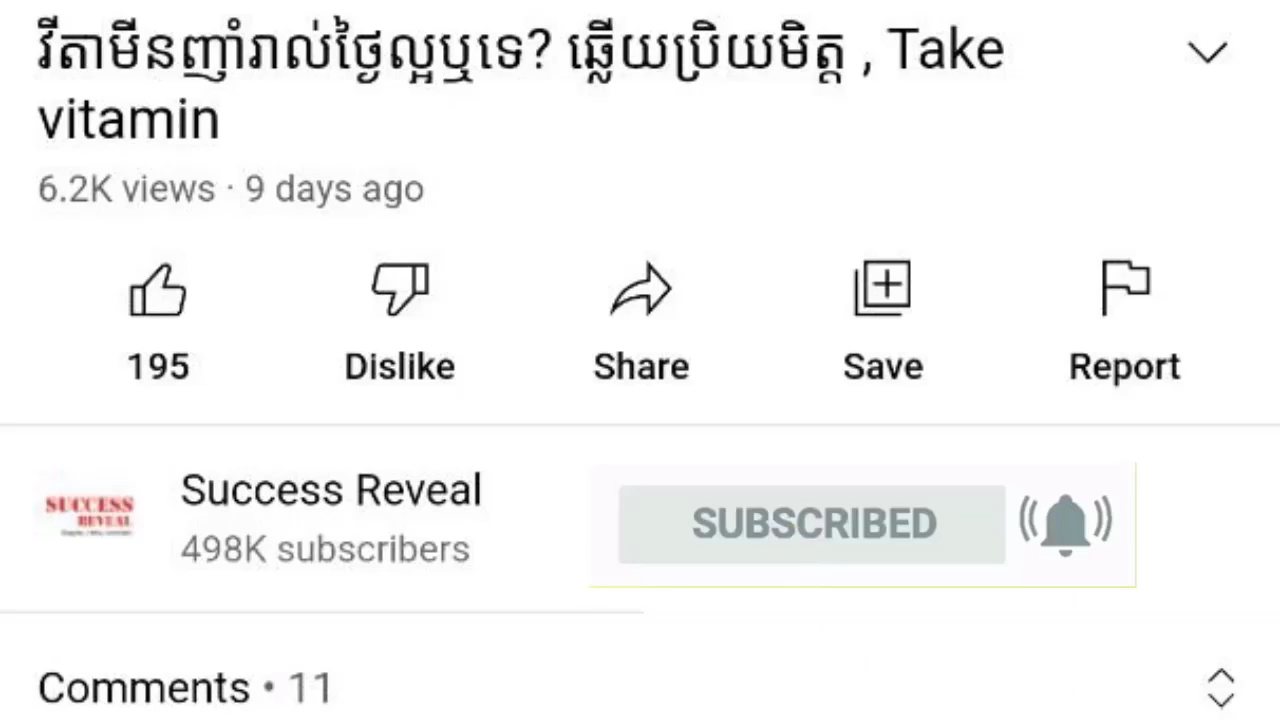 វីតាមីនញ៉ាំរាល់ថ្ងៃល្អឬទេ? ឆ្លើយប្រិយមិត្ត , Take
vitamin
6.2K views · 9 days ago
195
Dislike
Share
Save
Report
SUCCESS
REVEAL
Success Reveal
498K subscribers
SUBSCRIBED
Comments • 11